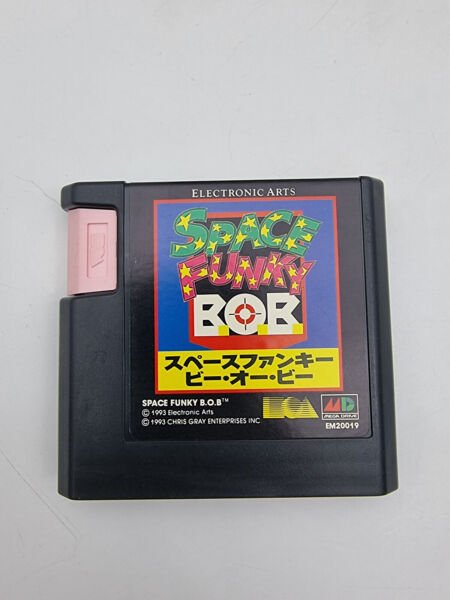 ELECTRONIC ARTS
SPACE
FUNKY
B.O.B.
スペースファンキー
ビー・オー・ビー
SPACE FUNKY B.O.B™
© 1993 Electronic Arts
© 1993 CHRIS GRAY ENTERPRISES INC
MD
MEGA DRIVE
EM20019